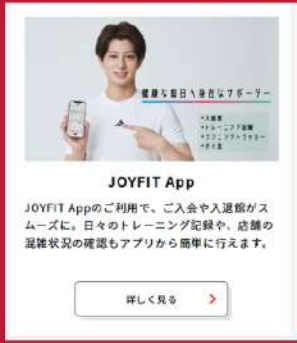 健康な毎日へ身近なサポーター
JOYFIT App
JOYFIT Appのご利用で、ご入会や入退館がス
ムーズに。日々のトレーニング記録や、店舗の
混雑状況の確認もアプリから簡単に行えます。
詳しく見る